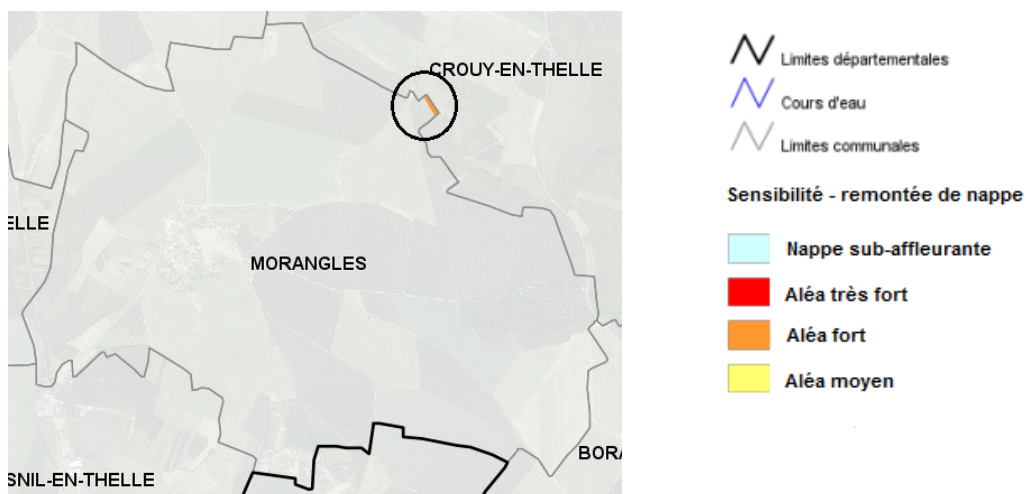 CROUY-EN-THELLE
ELLE
MORANGLES
BORA
SNIL-EN-THELLE
Limites départementales
Cours d'eau
Limites communales
Sensibilité - remontée de nappe
Nappe sub-affleurante
Aléa très fort
Aléa fort
Aléa moyen